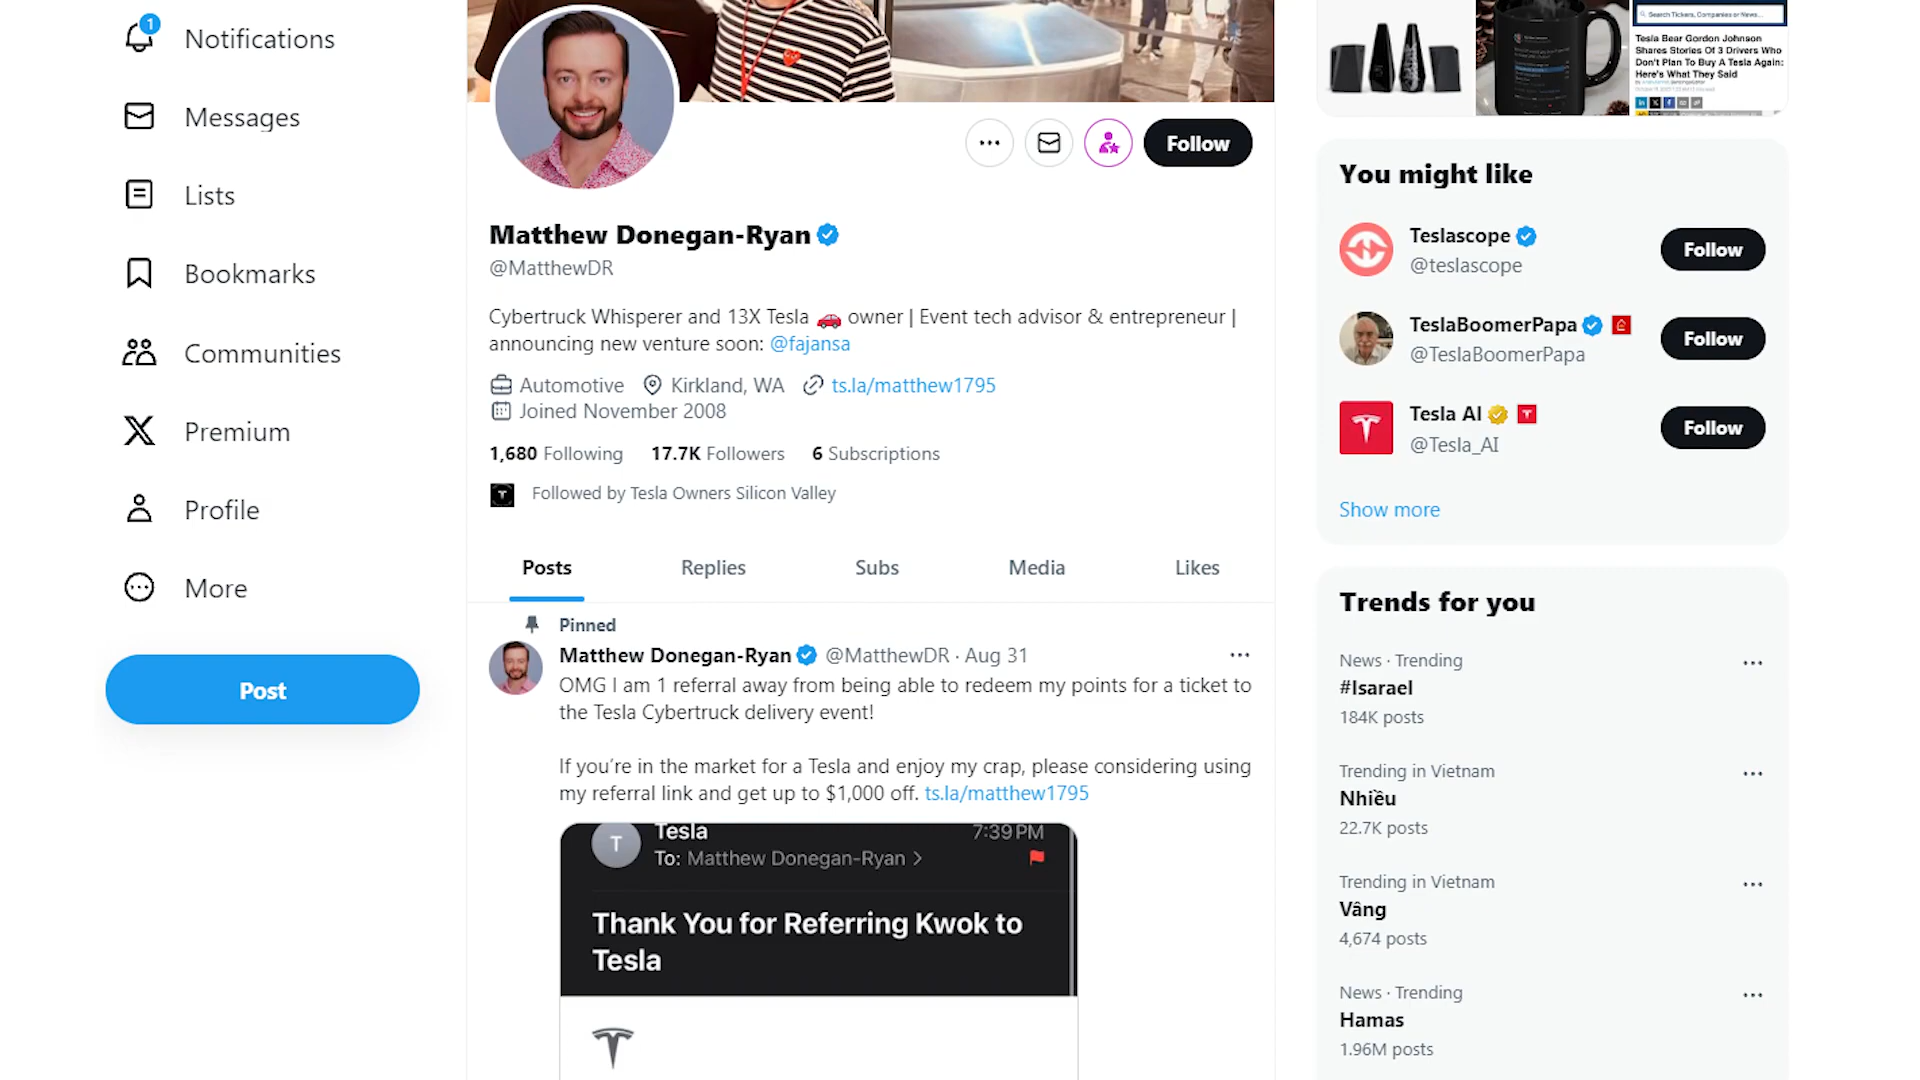 1
Notifications
Messages
Lists
Bookmarks
Communities
Premium
Profile
More
Post
Follow
Matthew Donegan-Ryan
@MatthewDR
Cybertruck Whisperer and 13X Tesla 🚗 owner | Event tech advisor & entrepreneur |
announcing new venture soon: @fajansa
Automotive Kirkland, WA ts.la/matthew1795
Joined November 2008
1,680 Following 17.7K Followers 6 Subscriptions
Followed by Tesla Owners Silicon Valley
Posts Replies Subs Media Likes
Pinned
Matthew Donegan-Ryan @MatthewDR · Aug 31
OMG I am 1 referral away from being able to redeem my points for a ticket to
the Tesla Cybertruck delivery event!
If you’re in the market for a Tesla and enjoy my crap, please considering using
my referral link and get up to $1,000 off. ts.la/matthew1795
T
Tesla 7:39 PM
To: Matthew Donegan-Ryan >
Thank You for Referring Kwok to
Tesla
Search Tickers, Companies or News...
Tesla Bear Gordon Johnson
Shares Stories Of 3 Drivers Who
Don't Plan To Buy A Tesla Again:
Here's What They Said
You might like
Teslascope
@teslascope
Follow
TeslaBoomerPapa
@TeslaBoomerPapa
Follow
Tesla AI
@Tesla_AI
Follow
Show more
Trends for you
News · Trending
#Isarael
184K posts
Trending in Vietnam
Nhiều
22.7K posts
Trending in Vietnam
Vâng
4,674 posts
News · Trending
Hamas
1.96M posts